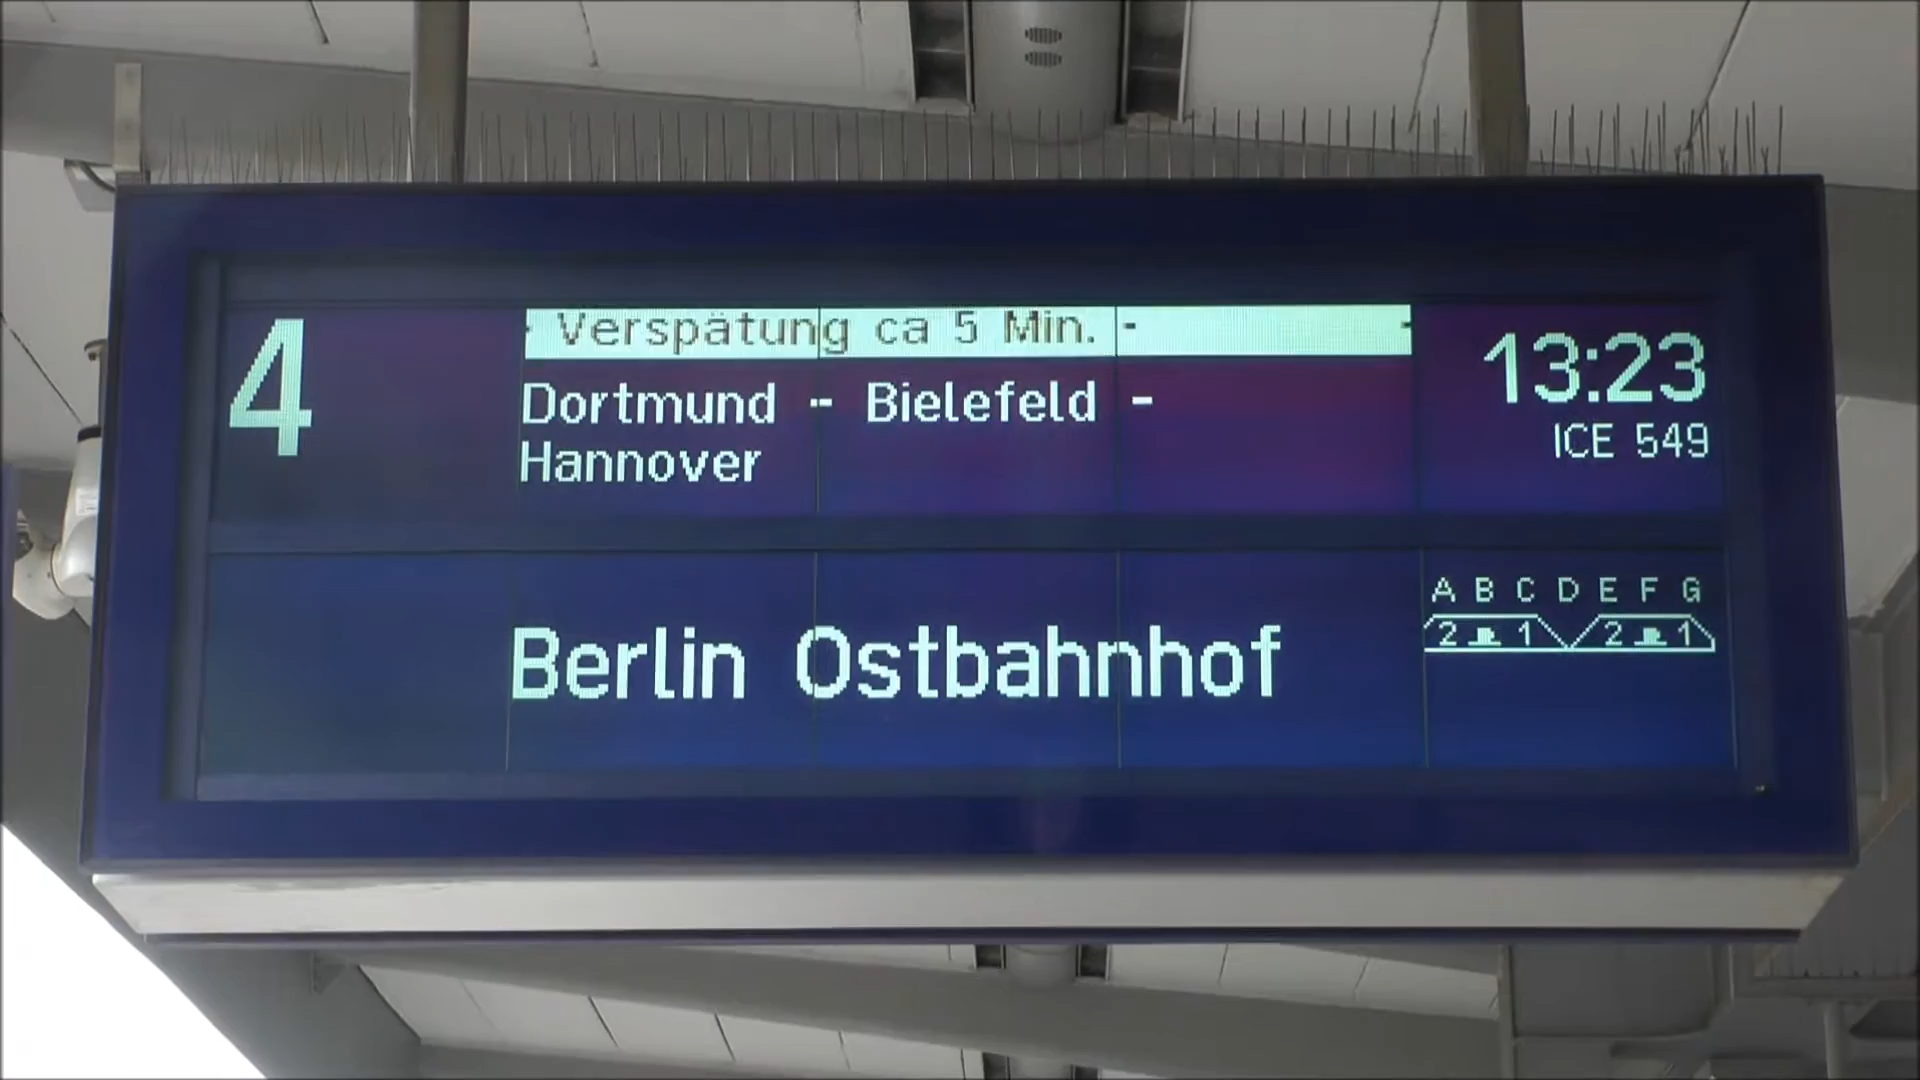 4
- Verspätung ca 5 Min. - -
13:23
Dortmund - Bielefeld -
ICE 549
Hannover
A B C D E F G
2 1 2 1
Berlin Ostbahnhof